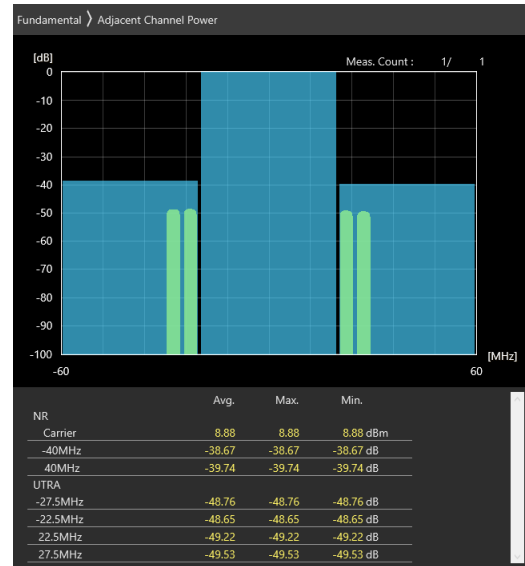 Fundamental 〉 Adjacent Channel Power
[dB]
Meas. Count : 1/ 1
0
-10
-20
-30
-40
-50
-60
-70
-80
-90
-100
[MHz]
-60 60
Avg. Max. Min.
NR
Carrier 8.88 8.88 8.88 dBm
-40MHz -38.67 -38.67 -38.67 dB
40MHz -39.74 -39.74 -39.74 dB
UTRA
-27.5MHz -48.76 -48.76 -48.76 dB
-22.5MHz -48.65 -48.65 -48.65 dB
22.5MHz -49.22 -49.22 -49.22 dB
27.5MHz -49.53 -49.53 -49.53 dB